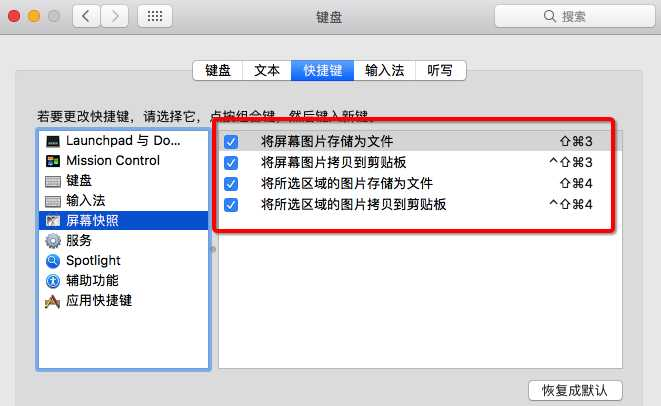 键盘
搜索
键盘 文本 快捷键 输入法 听写
若要更改快捷键，请选择它，点按组合键，然后键入新键。
Launchpad 与 Do...
Mission Control
键盘
输入法
屏幕快照
服务
Spotlight
辅助功能
应用快捷键
将屏幕图片存储为文件 ⇧⌘3
将屏幕图片拷贝到剪贴板 ^⇧⌘3
将所选区域的图片存储为文件 ⇧⌘4
将所选区域的图片拷贝到剪贴板 ^⇧⌘4
恢复成默认